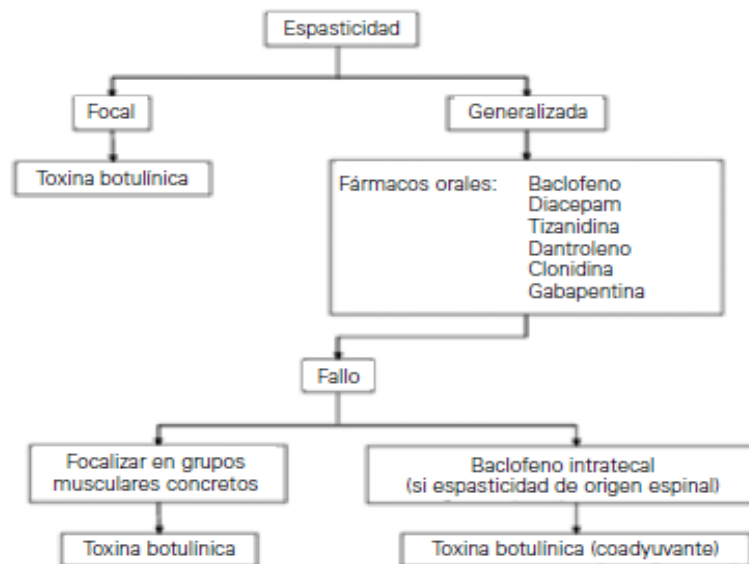 Espasticidad
Focal
Generalizada
Toxina botulínica
Fármacos orales: Baclofeno
Diacepam
Tizanidina
Dantroleno
Clonidina
Gabapentina
Fallo
Focalizar en grupos
musculares concretos
Baclofeno intratecal
(si espasticidad de origen espinal)
Toxina botulínica
Toxina botulínica (coadyuvante)